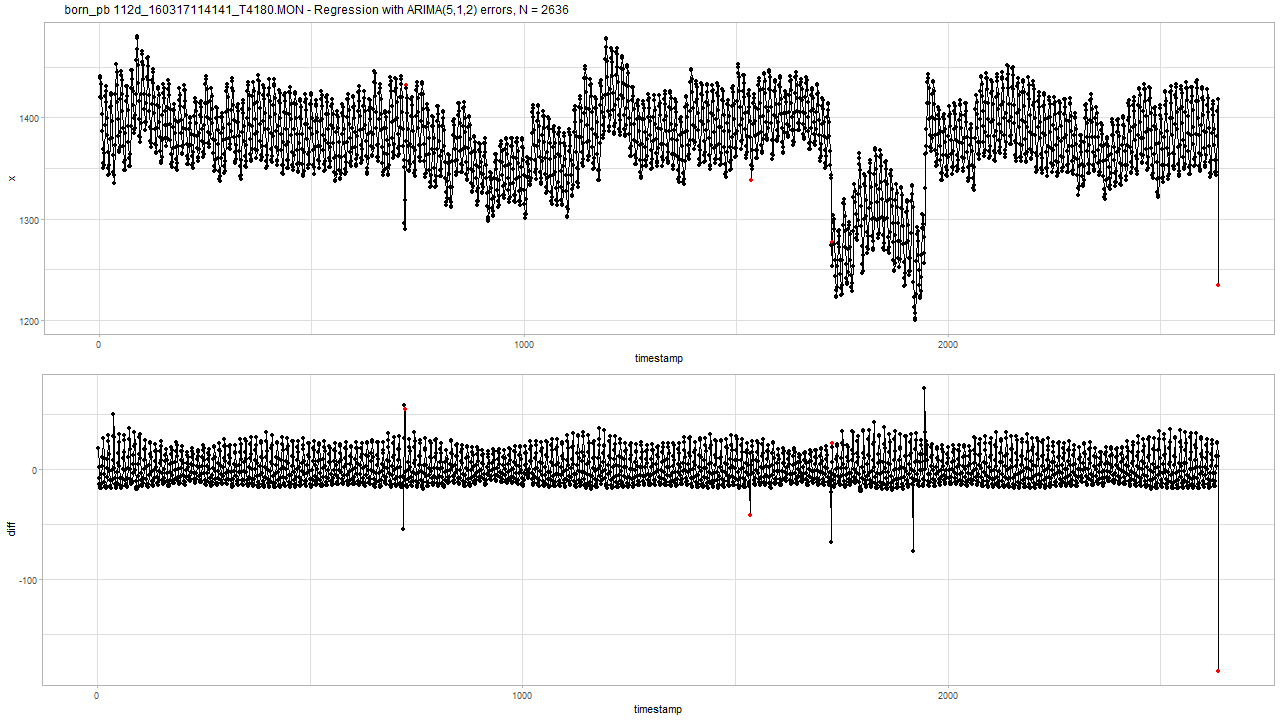 born_pb 112d_160317114141_T4180.MON - Regression with ARIMA(5,1,2) errors, N = 2636
1400
1300
1200
x
0
1000
2000
timestamp
0
-100
diff
0
1000
2000
timestamp